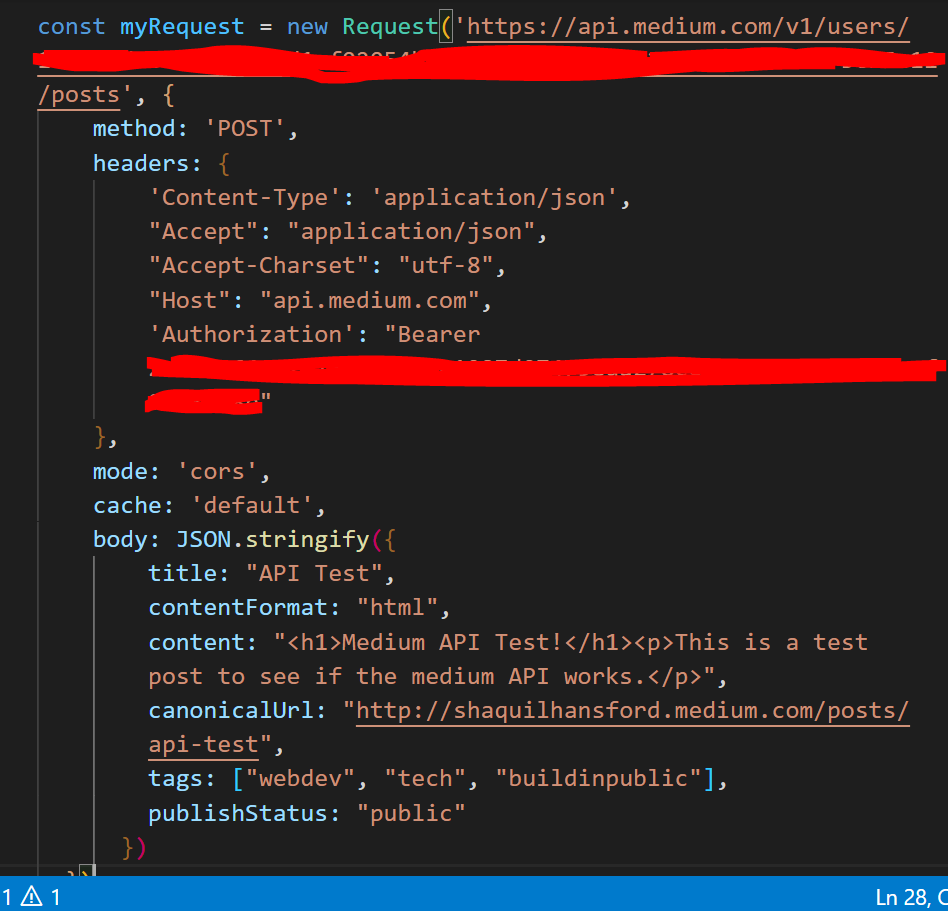 const myRequest = new Request('https://api.medium.com/v1/users/
/posts', {
method: 'POST',
headers: {
'Content-Type': 'application/json',
"Accept": "application/json",
"Accept-Charset": "utf-8",
"Host": "api.medium.com",
'Authorization': "Bearer
"
},
mode: 'cors',
cache: 'default',
body: JSON.stringify({
title: "API Test",
contentFormat: "html",
content: "<h1>Medium API Test!</h1><p>This is a test
post to see if the medium API works.</p>",
canonicalUrl: "http://shaquilhansford.medium.com/posts/
api-test",
tags: ["webdev", "tech", "buildinpublic"],
publishStatus: "public"
})
})
1 ⚠ 1
Ln 28,